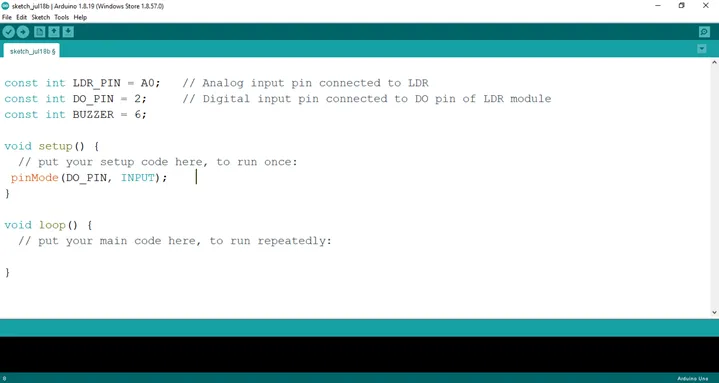 sketch_jul18b | Arduino 1.8.19 (Windows Store 1.8.57.0)
File Edit Sketch Tools Help
sketch_jul18b §
const int LDR_PIN = A0;   // Analog input pin connected to LDR
const int DO_PIN = 2;     // Digital input pin connected to DO pin of LDR module
const int BUZZER = 6;
void setup() {
  // put your setup code here, to run once:
 pinMode(DO_PIN, INPUT);
}
void loop() {
  // put your main code here, to run repeatedly:
}
8
Arduino Uno